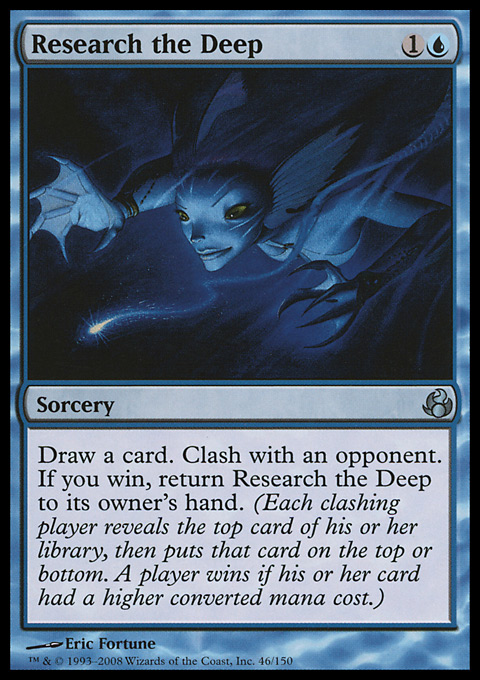 Research the Deep 1
Sorcery
Draw a card. Clash with an opponent.
If you win, return Research the Deep
to its owner's hand. (Each clashing
player reveals the top card of his or her
library, then puts that card on the top or
bottom. A player wins if his or her card
had a higher converted mana cost.)
Eric Fortune
™ & © 1993–2008 Wizards of the Coast, Inc. 46/150